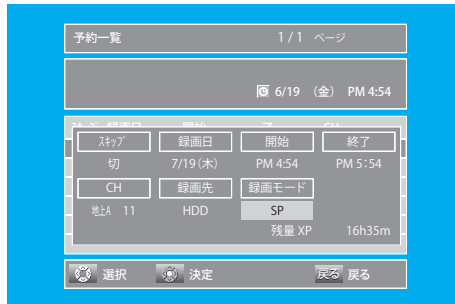 予約一覧 1/1 ページ
6/19 (金) PM 4:54
スキップ 録画日 開始 終了
切 7/19(木) PM 4:54 PM 5:54
CH 録画先 録画モード
地上A 11 HDD SP
残量 XP 16h35m
選択 決定 戻る 戻る